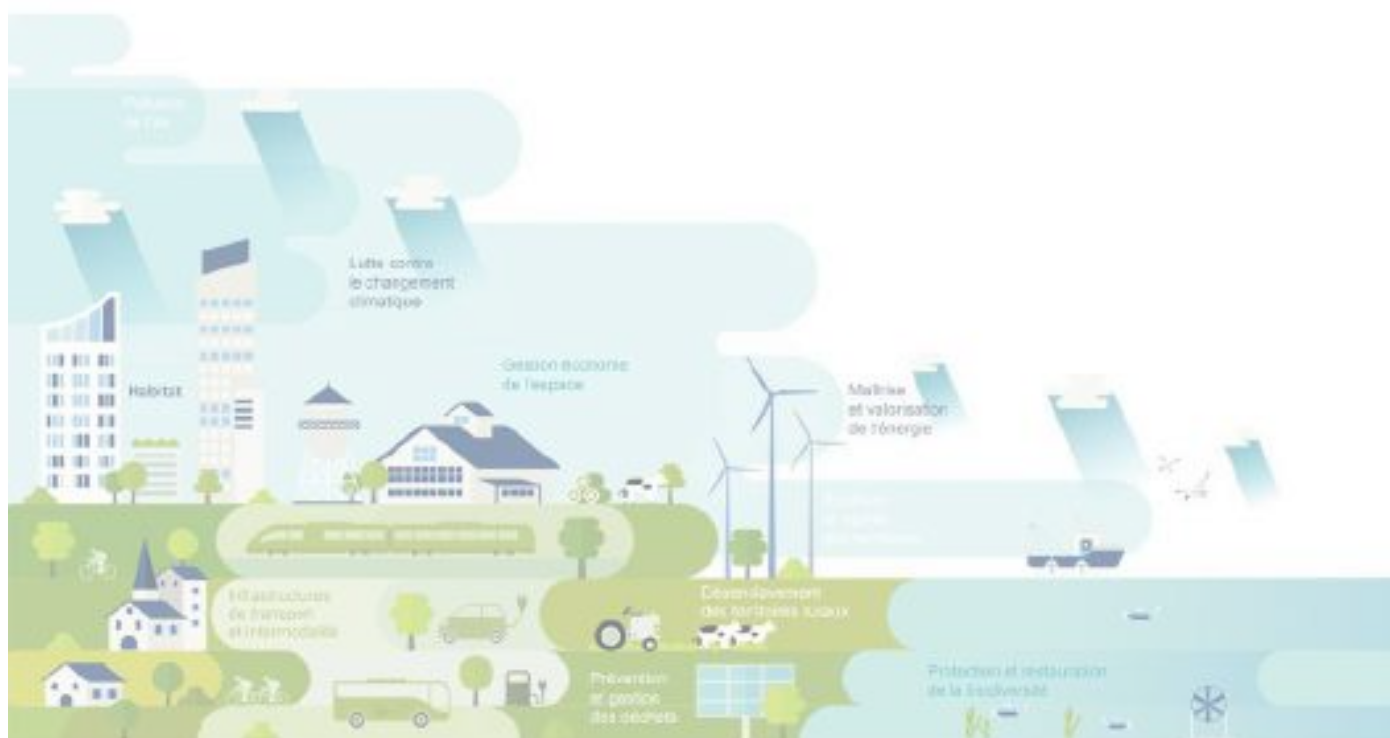 Pollution
de l'air
Lutte contre
le changement
climatique
Gestion économe
de l'espace
Habitat
Maîtrise
et valorisation
de l'énergie
Infrastructures
de transport
et intermodalité
Désenclavement
des territoires ruraux
Prévention
et gestion
des déchets
Protection et restauration
de la biodiversité